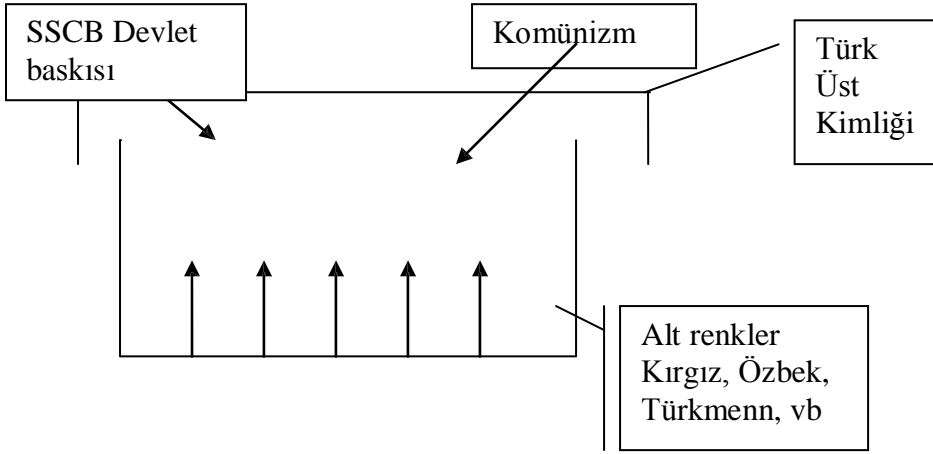 SSCB Devlet
baskısı
Komünizm
Türk
Üst
Kimliği
Alt renkler
Kırgız, Özbek,
Türkmenn, vb